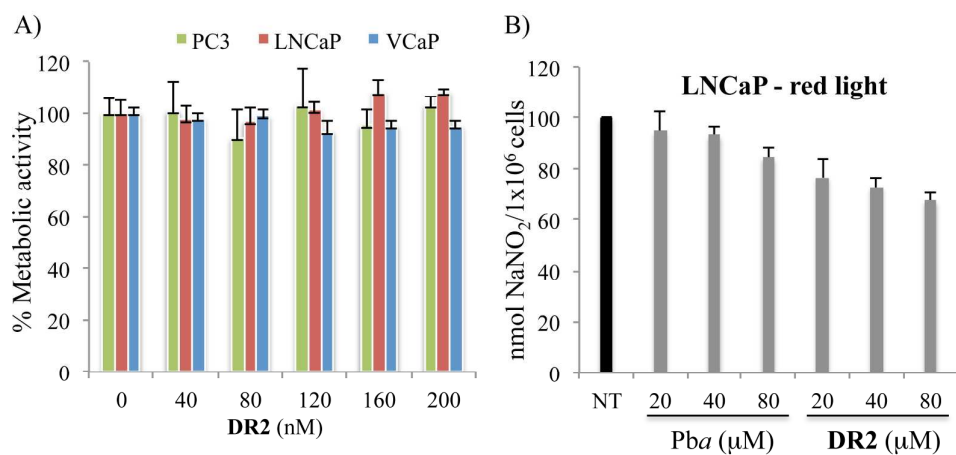 A)
PC3 LNCaP VCaP
% Metabolic activity
120
100
80
60
40
20
0
0 40 80 120 160 200
DR2 (nM)
B)
LNCaP - red light
nmol NaNO₂/1x10⁶ cells
120
100
80
60
40
20
0
NT 20 40 80 20 40 80
Pba (μM) DR2 (μM)